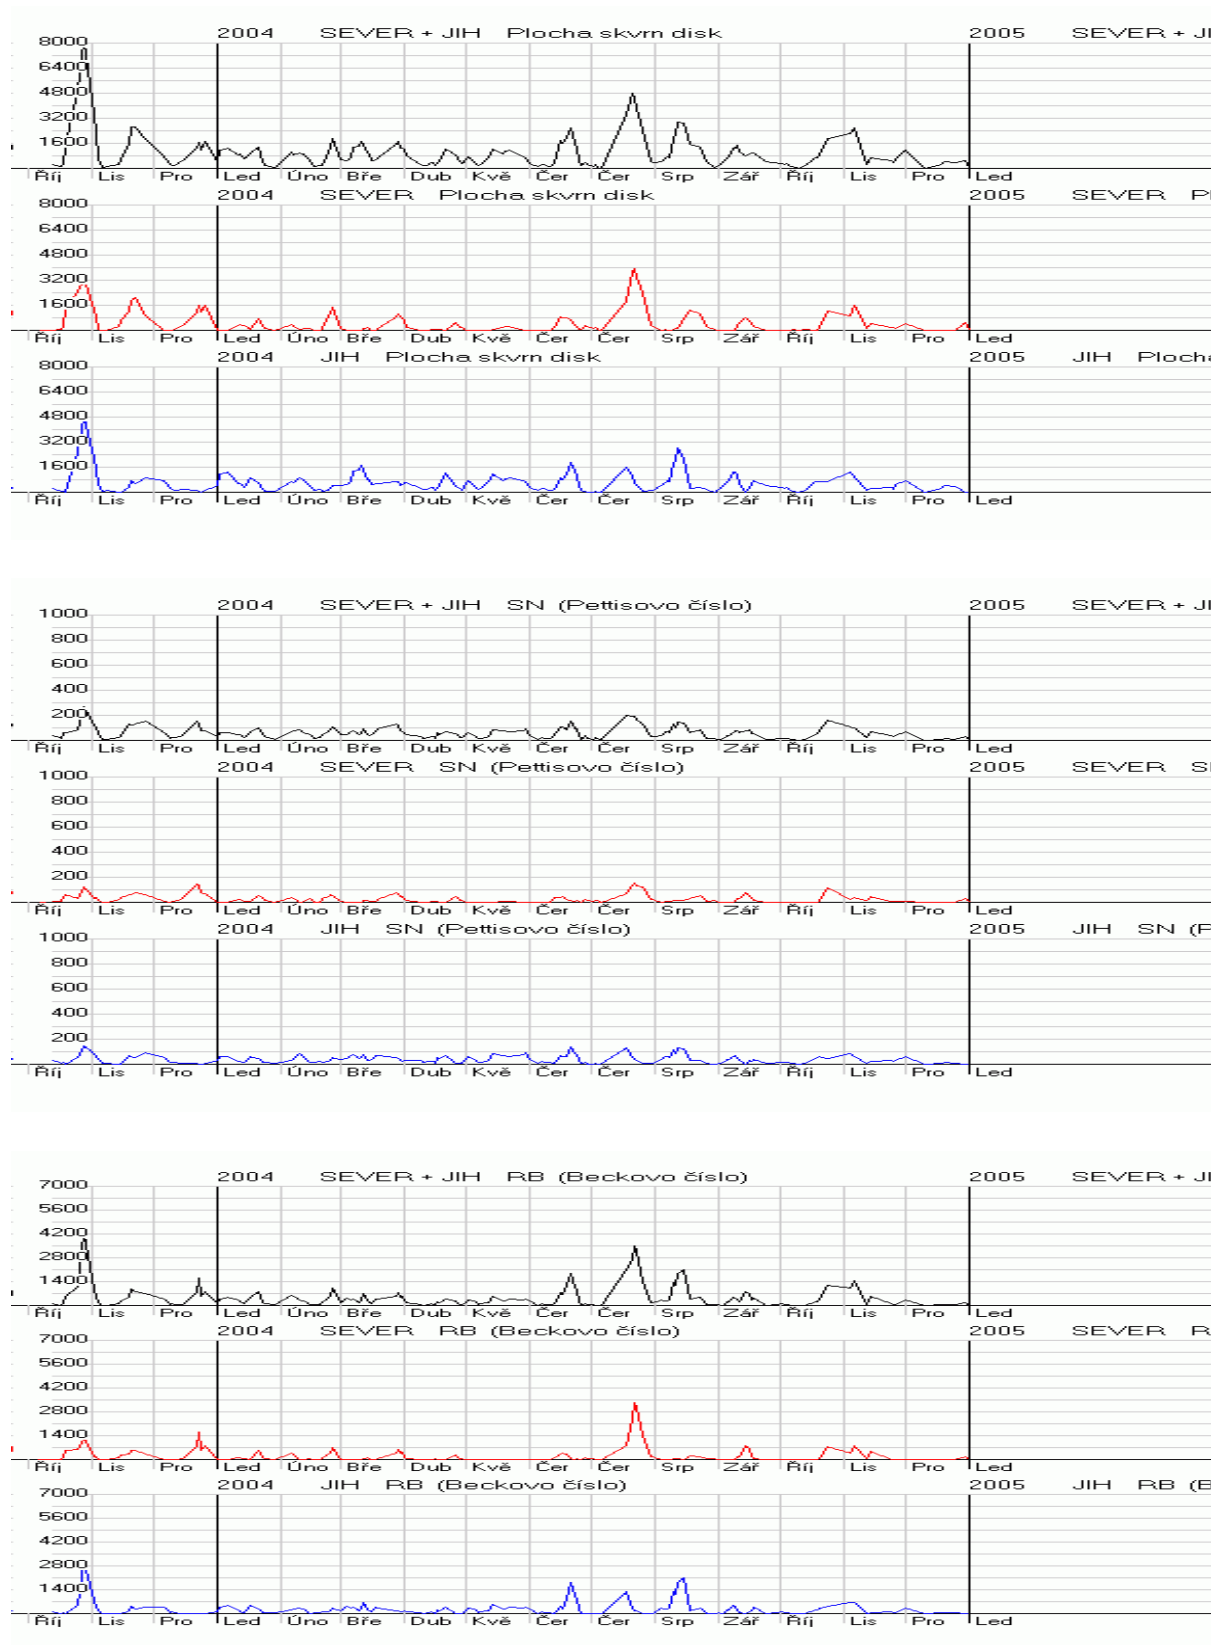 2004 SEVER + JIH Plocha skvrn disk 2005 SEVER + JI
8000
6400
4800
3200
1600
Říj Lis Pro Led Úno Bře Dub Kvě Čer Čer Srp Zář Říj Lis Pro Led
2004 SEVER Plocha skvrn disk 2005 SEVER Pl
8000
6400
4800
3200
1600
Říj Lis Pro Led Úno Bře Dub Kvě Čer Čer Srp Zář Říj Lis Pro Led
2004 JIH Plocha skvrn disk 2005 JIH Plocha
8000
6400
4800
3200
1600
Říj Lis Pro Led Úno Bře Dub Kvě Čer Čer Srp Zář Říj Lis Pro Led
2004 SEVER + JIH SN (Pettisovo číslo) 2005 SEVER + JI
1000
800
600
400
200
Říj Lis Pro Led Úno Bře Dub Kvě Čer Čer Srp Zář Říj Lis Pro Led
2004 SEVER SN (Pettisovo číslo) 2005 SEVER S
1000
800
600
400
200
Říj Lis Pro Led Úno Bře Dub Kvě Čer Čer Srp Zář Říj Lis Pro Led
2004 JIH SN (Pettisovo číslo) 2005 JIH SN (P
1000
800
600
400
200
Říj Lis Pro Led Úno Bře Dub Kvě Čer Čer Srp Zář Říj Lis Pro Led
2004 SEVER + JIH RB (Beckovo číslo) 2005 SEVER + JI
7000
5600
4200
2800
1400
Říj Lis Pro Led Úno Bře Dub Kvě Čer Čer Srp Zář Říj Lis Pro Led
2004 SEVER RB (Beckovo číslo) 2005 SEVER R
7000
5600
4200
2800
1400
Říj Lis Pro Led Úno Bře Dub Kvě Čer Čer Srp Zář Říj Lis Pro Led
2004 JIH RB (Beckovo číslo) 2005 JIH RB (B
7000
5600
4200
2800
1400
Říj Lis Pro Led Úno Bře Dub Kvě Čer Čer Srp Zář Říj Lis Pro Led